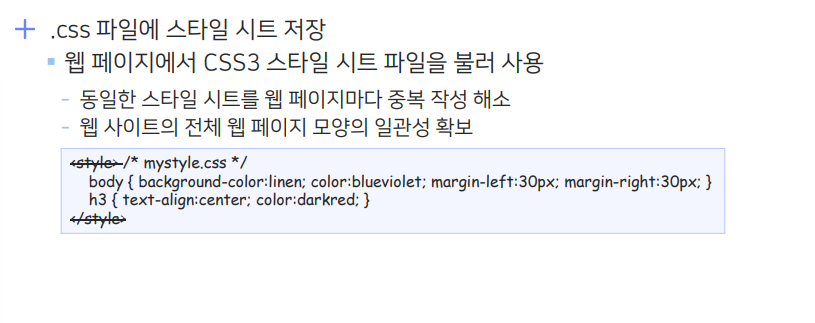 .css 파일에 스타일 시트 저장
웹 페이지에서 CSS3 스타일 시트 파일을 불러 사용
- 동일한 스타일 시트를 웹 페이지마다 중복 작성 해소
- 웹 사이트의 전체 웹 페이지 모양의 일관성 확보
<style> /* mystyle.css */
body { background-color:linen; color:blueviolet; margin-left:30px; margin-right:30px; }
h3 { text-align:center; color:darkred; }
</style>